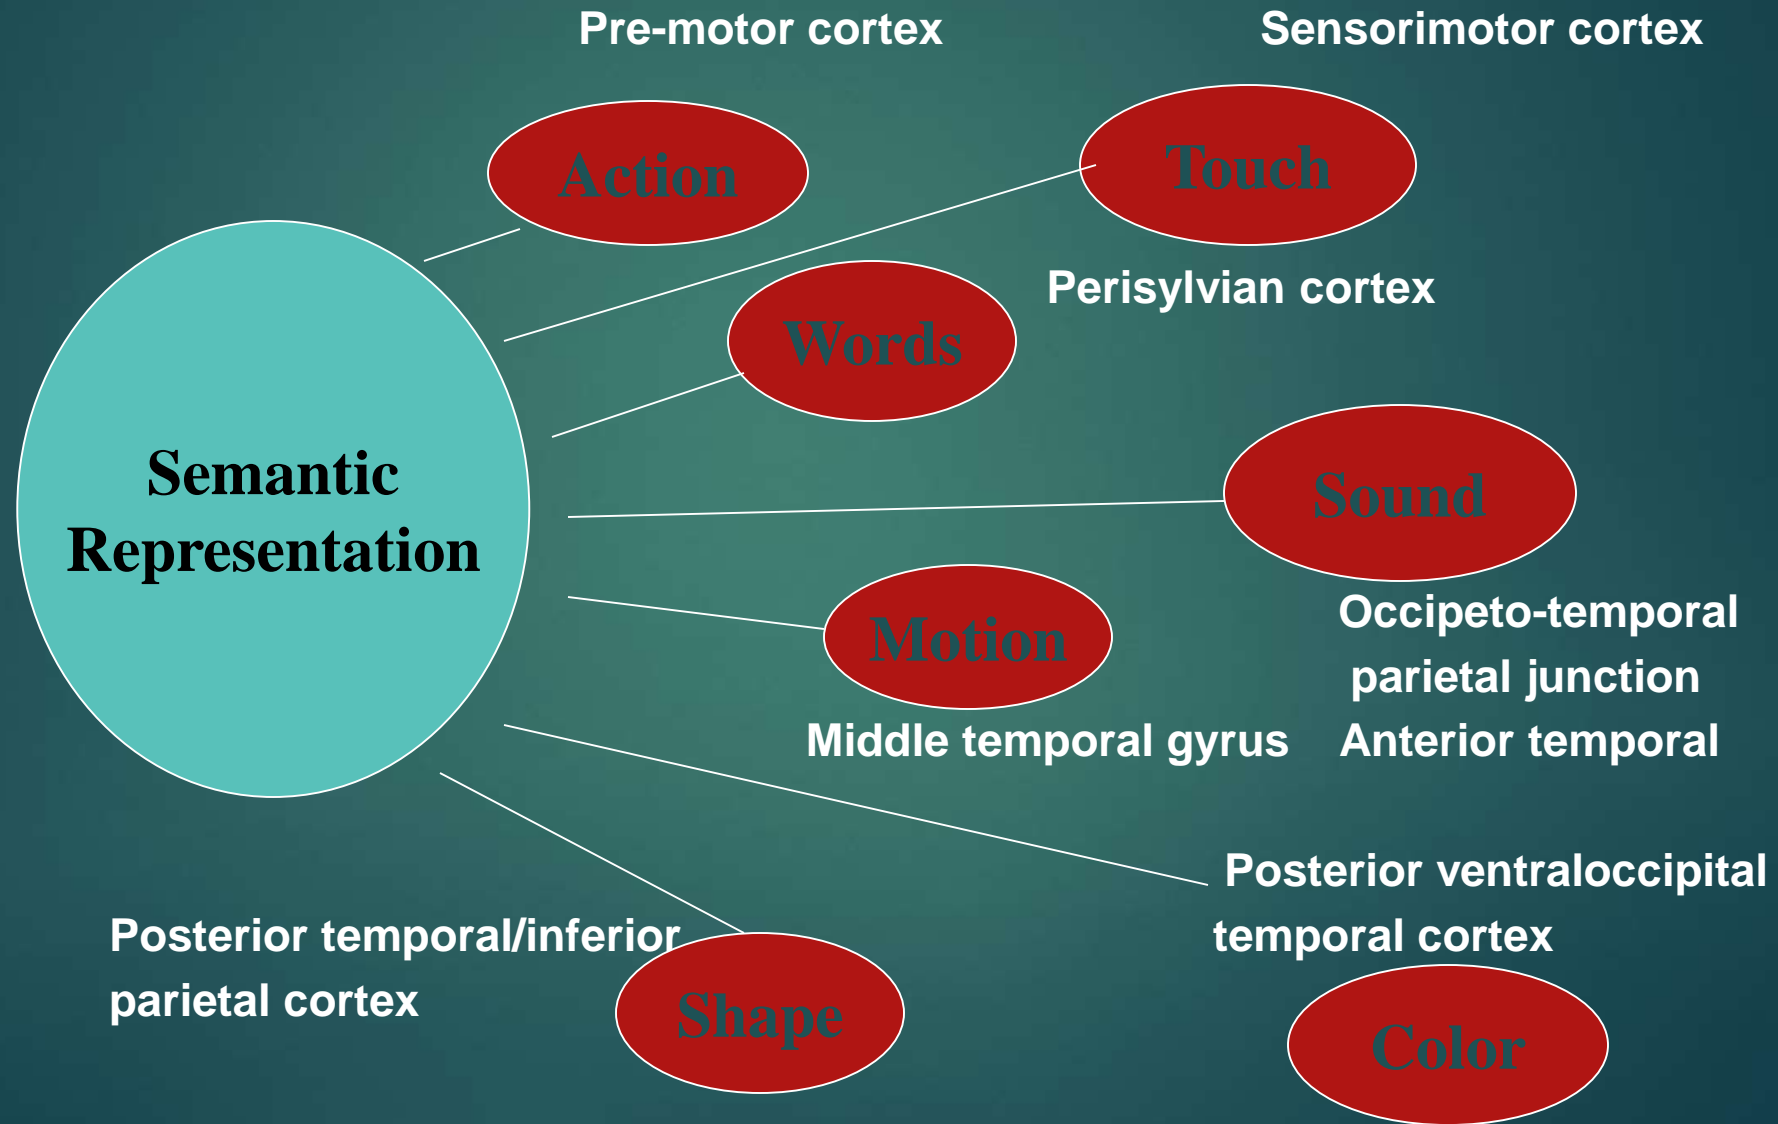 Pre-motor cortex
Sensorimotor cortex
Action
Touch
Perisylvian cortex
Words
Semantic
Representation
Sound
Occipeto-temporal
parietal junction
Anterior temporal
Motion
Middle temporal gyrus
Posterior ventraloccipital
temporal cortex
Posterior temporal/inferior
parietal cortex
Shape
Color